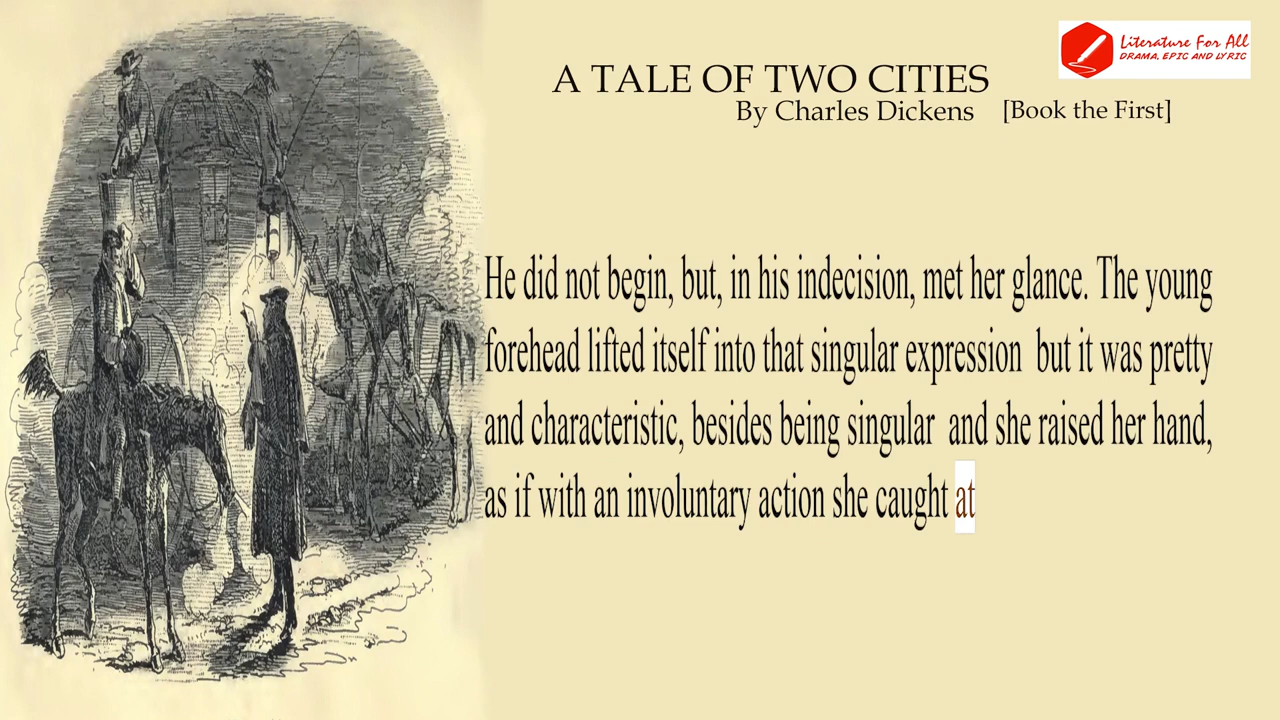 Literature For All
DRAMA, EPIC AND LYRIC
A TALE OF TWO CITIES
By Charles Dickens [Book the First]
He did not begin, but, in his indecision, met her glance. The young
forehead lifted itself into that singular expression but it was pretty
and characteristic, besides being singular and she raised her hand,
as if with an involuntary action she caught at